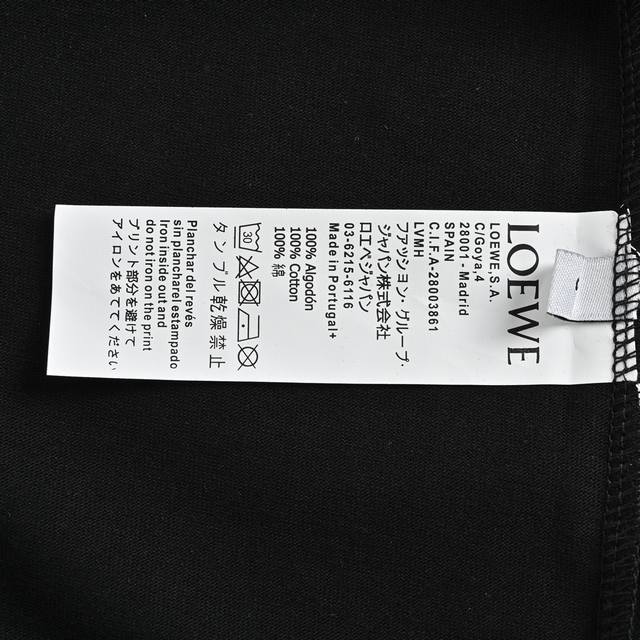 LOEWE
LOEWE,S.A.
C/Goya,4
28001- Madrid
SPAIN
C.I.F.A-28003861
LVMH
ファッション・グループ・
ジャパン株式会社
ロエベジャパン
03-6215-6116
Made in Portugal+
100% Algodón
100% Cotton
100% 綿
30
タンブル乾燥禁止
Planchar del revés
sin plancharel estampado
Iron inside out and
do not iron on the print
プリント部分を避けて
アイロンをあててください